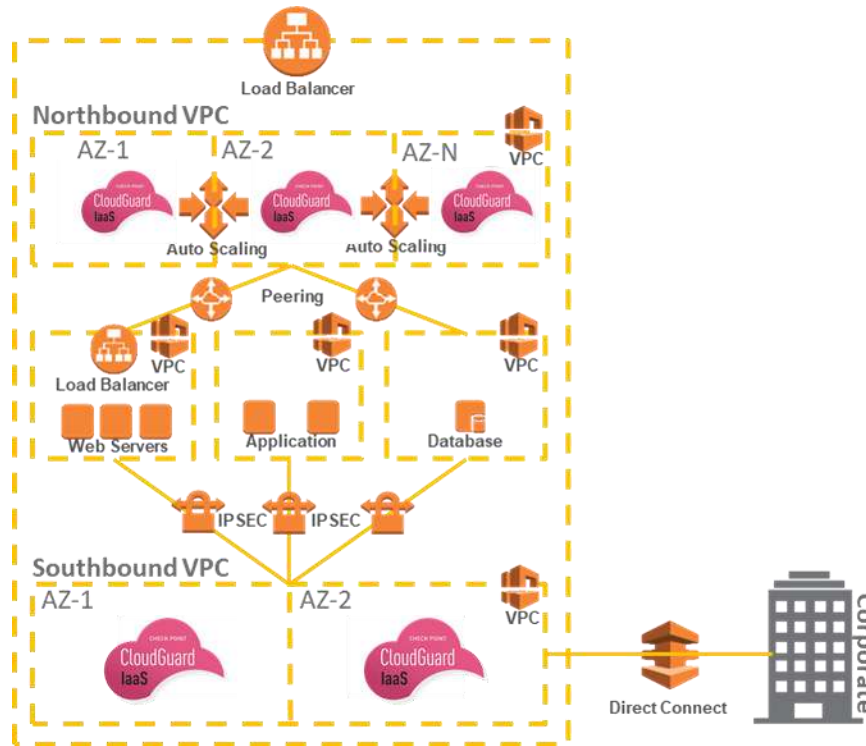 Load Balancer
Northbound VPC
AZ-1
AZ-2
AZ-N
VPC
CHECK POINT
CloudGuard
IaaS
CHECK POINT
CloudGuard
IaaS
CHECK POINT
CloudGuard
IaaS
Auto Scaling
Auto Scaling
Peering
VPC
VPC
VPC
Load Balancer
Web Servers
Application
Database
IPSEC
IPSEC
Southbound VPC
AZ-1
AZ-2
VPC
CHECK POINT
CloudGuard
IaaS
CHECK POINT
CloudGuard
IaaS
Direct Connect
Corporate